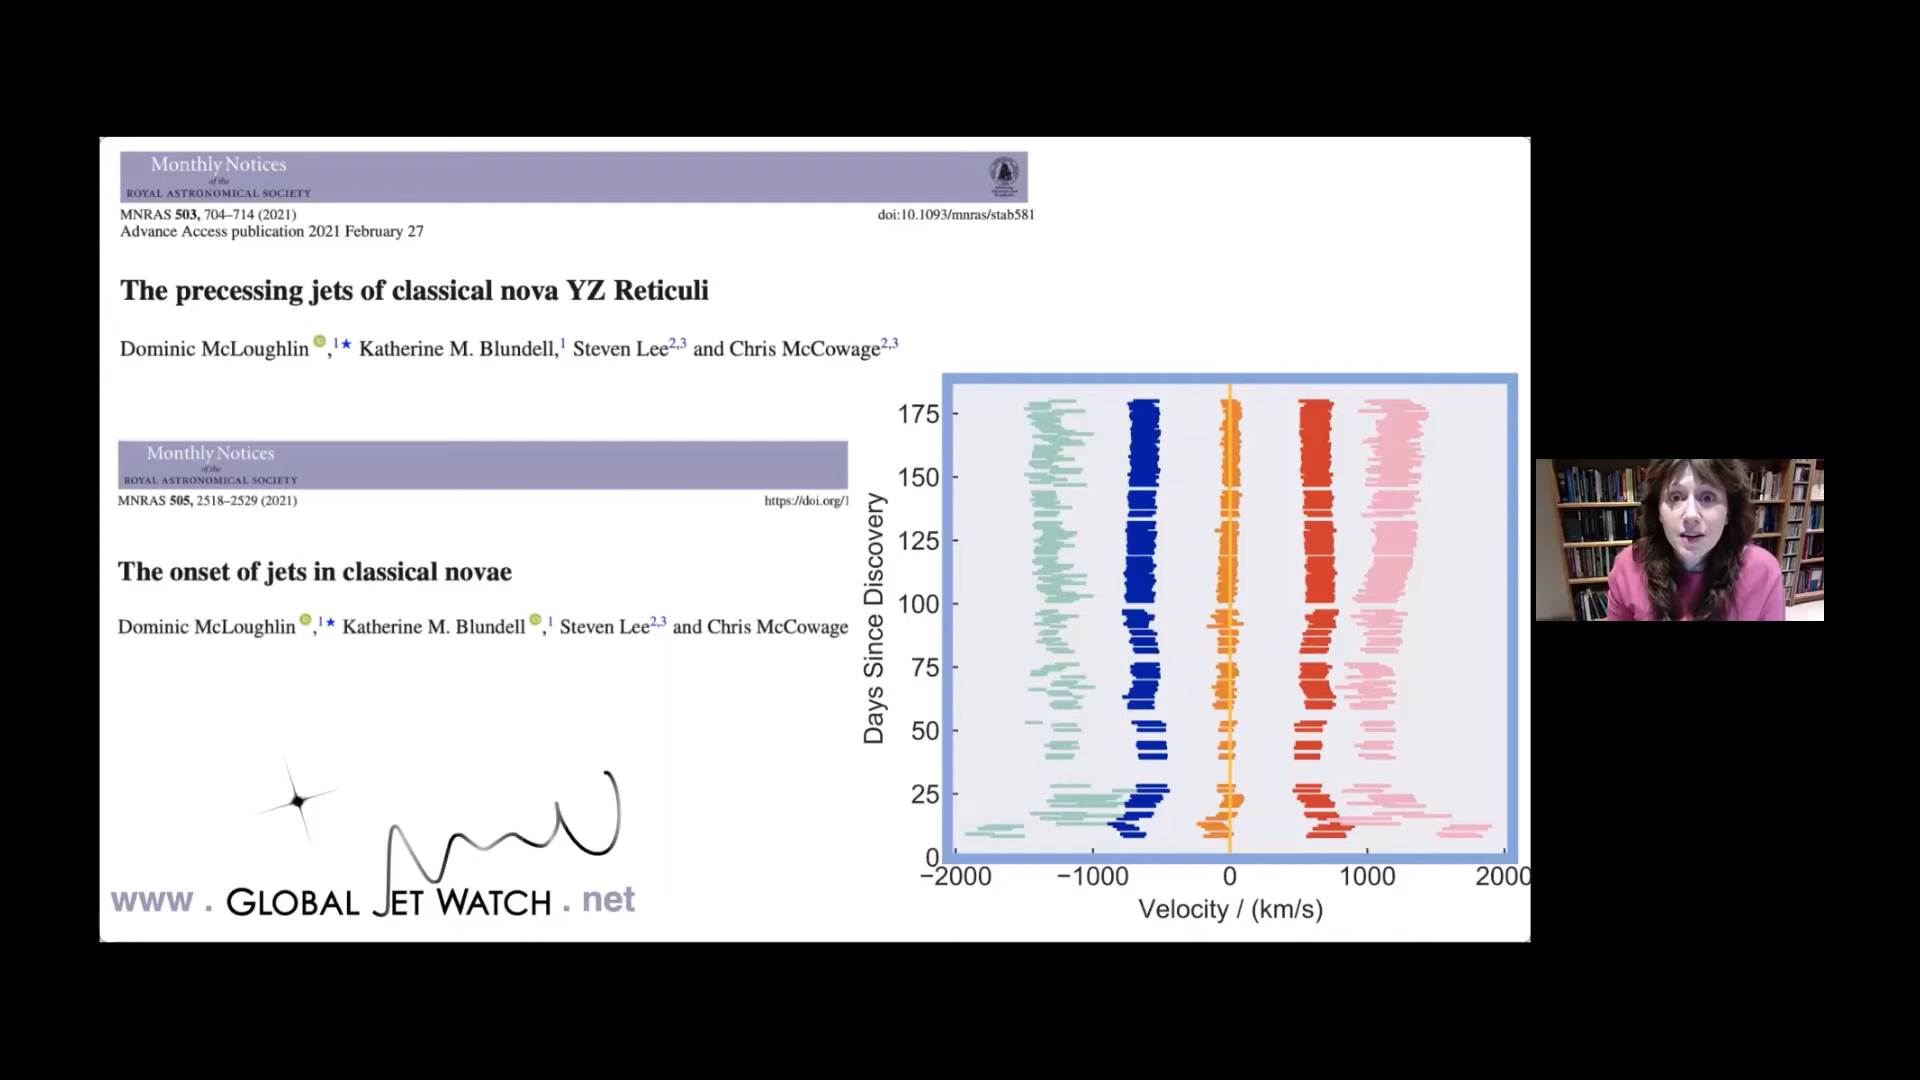 Monthly Notices
of the
ROYAL ASTRONOMICAL SOCIETY
MNRAS 503, 704–714 (2021)
doi:10.1093/mnras/stab581
Advance Access publication 2021 February 27
The precessing jets of classical nova YZ Reticuli
Dominic McLoughlin ,1★ Katherine M. Blundell,1 Steven Lee2,3 and Chris McCowage2,3
Monthly Notices
of the
ROYAL ASTRONOMICAL SOCIETY
MNRAS 505, 2518–2529 (2021)
https://doi.org/1
The onset of jets in classical novae
Dominic McLoughlin ,1★ Katherine M. Blundell ,1 Steven Lee2,3 and Chris McCowage
www . GLOBAL JET WATCH . net
Days Since Discovery
175
150
125
100
75
50
25
0
−2000 −1000 0 1000 2000
Velocity / (km/s)